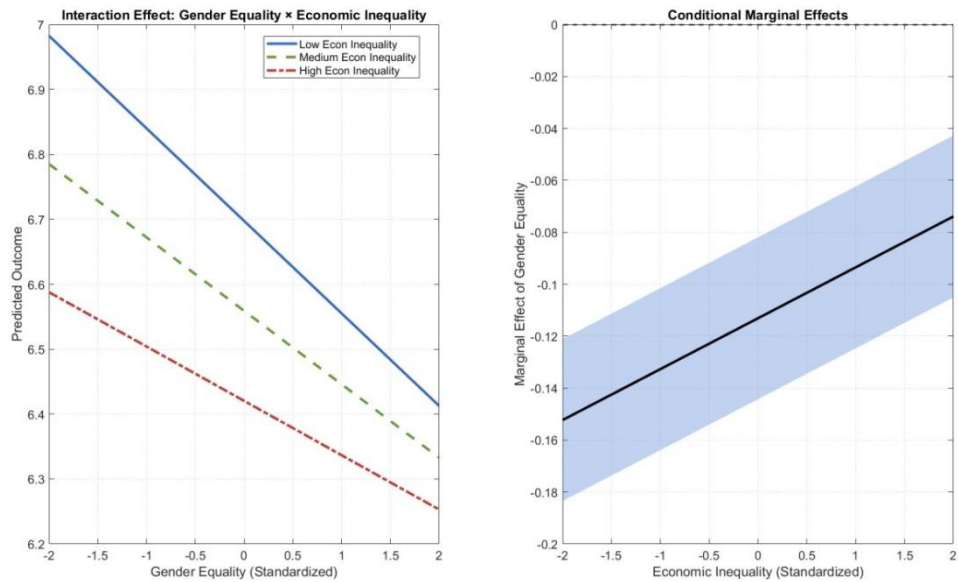 Interaction Effect: Gender Equality × Economic Inequality
7
6.9
6.8
6.7
6.6
6.5
6.4
6.3
6.2
Predicted Outcome
Low Econ Inequality
Medium Econ Inequality
High Econ Inequality
-2 -1.5 -1 -0.5 0 0.5 1 1.5 2
Gender Equality (Standardized)
Conditional Marginal Effects
0
-0.02
-0.04
-0.06
-0.08
-0.1
-0.12
-0.14
-0.16
-0.18
-0.2
Marginal Effect of Gender Equality
-2 -1.5 -1 -0.5 0 0.5 1 1.5 2
Economic Inequality (Standardized)